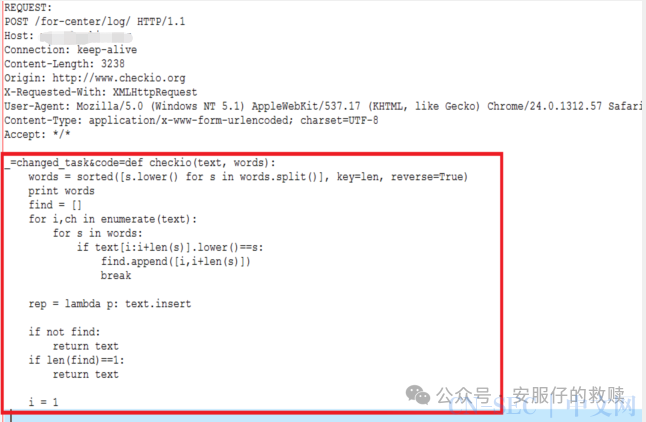 REQUEST:
POST /for-center/log/ HTTP/1.1
Host:
Connection: keep-alive
Content-Length: 3238
Origin: http://www.checkio.org
X-Requested-With: XMLHttpRequest
User-Agent: Mozilla/5.0 (Windows NT 5.1) AppleWebKit/537.17 (KHTML, like Gecko) Chrome/24.0.1312.57 Safari
Content-Type: application/x-www-form-urlencoded; charset=UTF-8
Accept: */*
_=changed_task&code=def checkio(text, words):
    words = sorted([s.lower() for s in words.split()], key=len, reverse=True)
    print words
    find = []
    for i,ch in enumerate(text):
        for s in words:
            if text[i:i+len(s)].lower()==s:
                find.append([i,i+len(s)])
                break
    rep = lambda p: text.insert
    if not find:
        return text
    if len(find)==1:
        return text
    i = 1
公众号 · 安服仔的救赎
CN-SEC 中文网